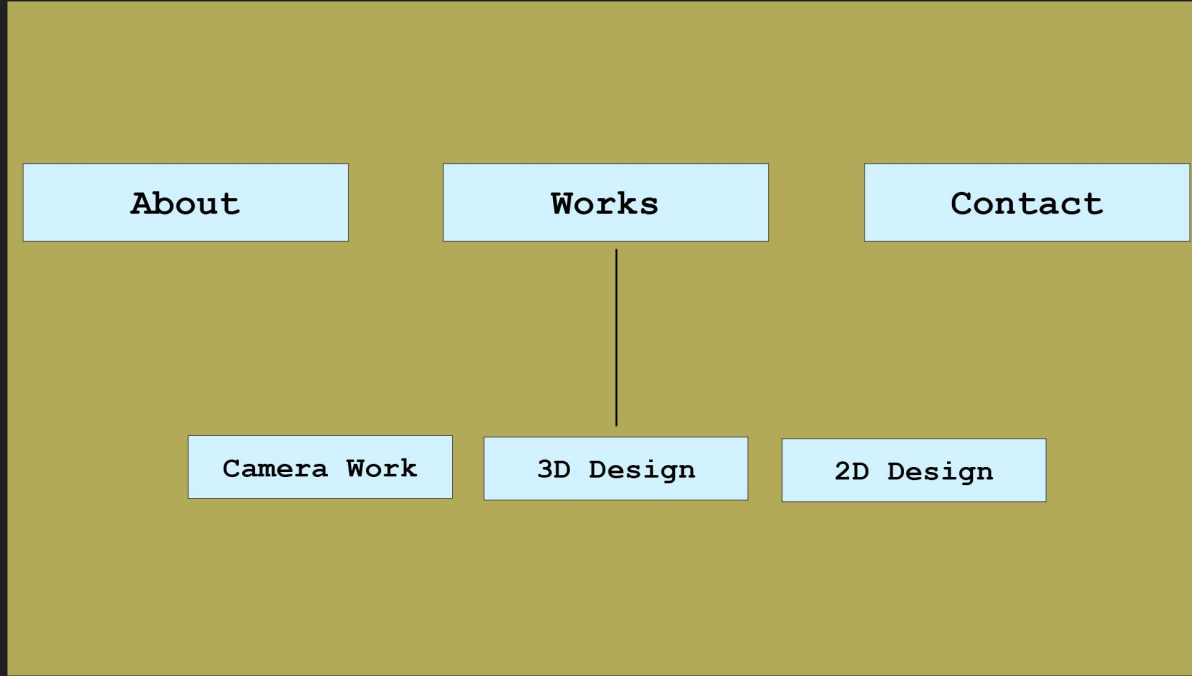 About
Works
Contact
Camera Work
3D Design
2D Design